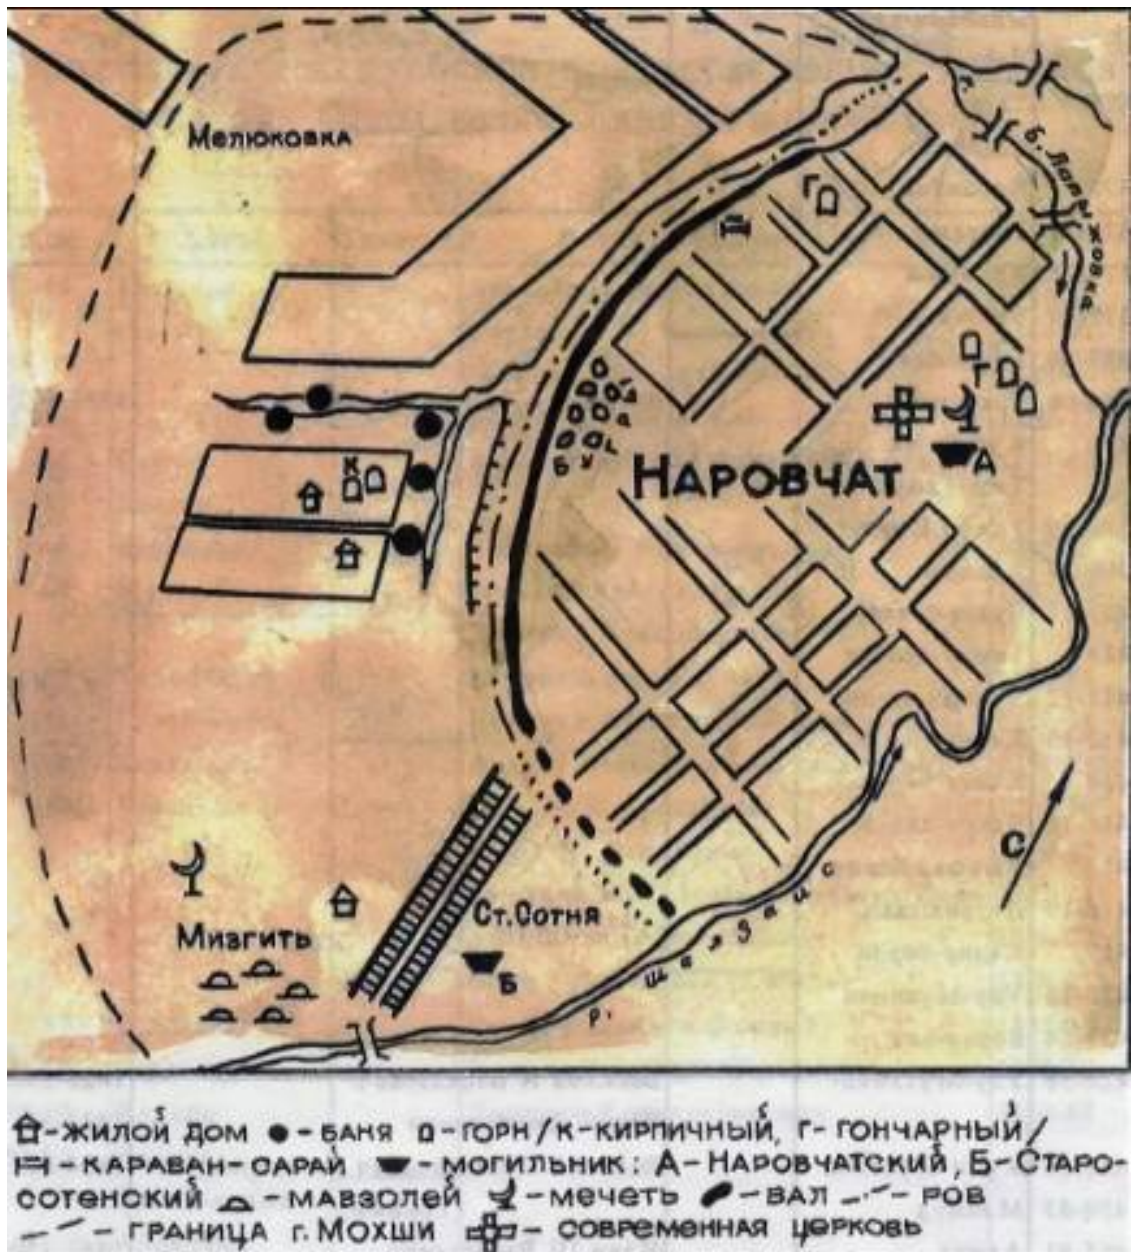 Мелюковка
Г
б. Лапыжовка
Г
А
Наровчат
К
Б У Г Л А Д
С
Ст. Сотня
Мизгить
Б
р. Шелдаис
⌂-жилой дом ●-баня ∩-горн /к-кирпичный, г-гончарный/
-караван-сарай -могильник: А-Наровчатский, Б-Старо-
сотенский -мавзолей -мечеть -вал -·- ров
— — - граница г. Мохши -современная церковь